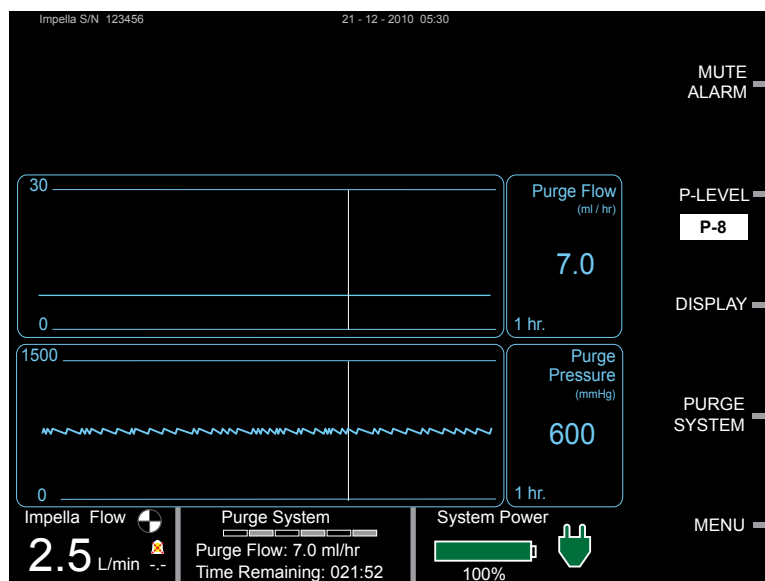 Impella S/N 123456
21 - 12 - 2010 05:30
MUTE
ALARM
30
Purge Flow
(ml / hr)
7.0
0
1 hr.
P-LEVEL
P-8
DISPLAY
1500
Purge
Pressure
(mmHg)
600
0
1 hr.
PURGE
SYSTEM
Impella Flow
2.5 L/min -.-
Purge System
Purge Flow: 7.0 ml/hr
Time Remaining: 021:52
System Power
100%
MENU